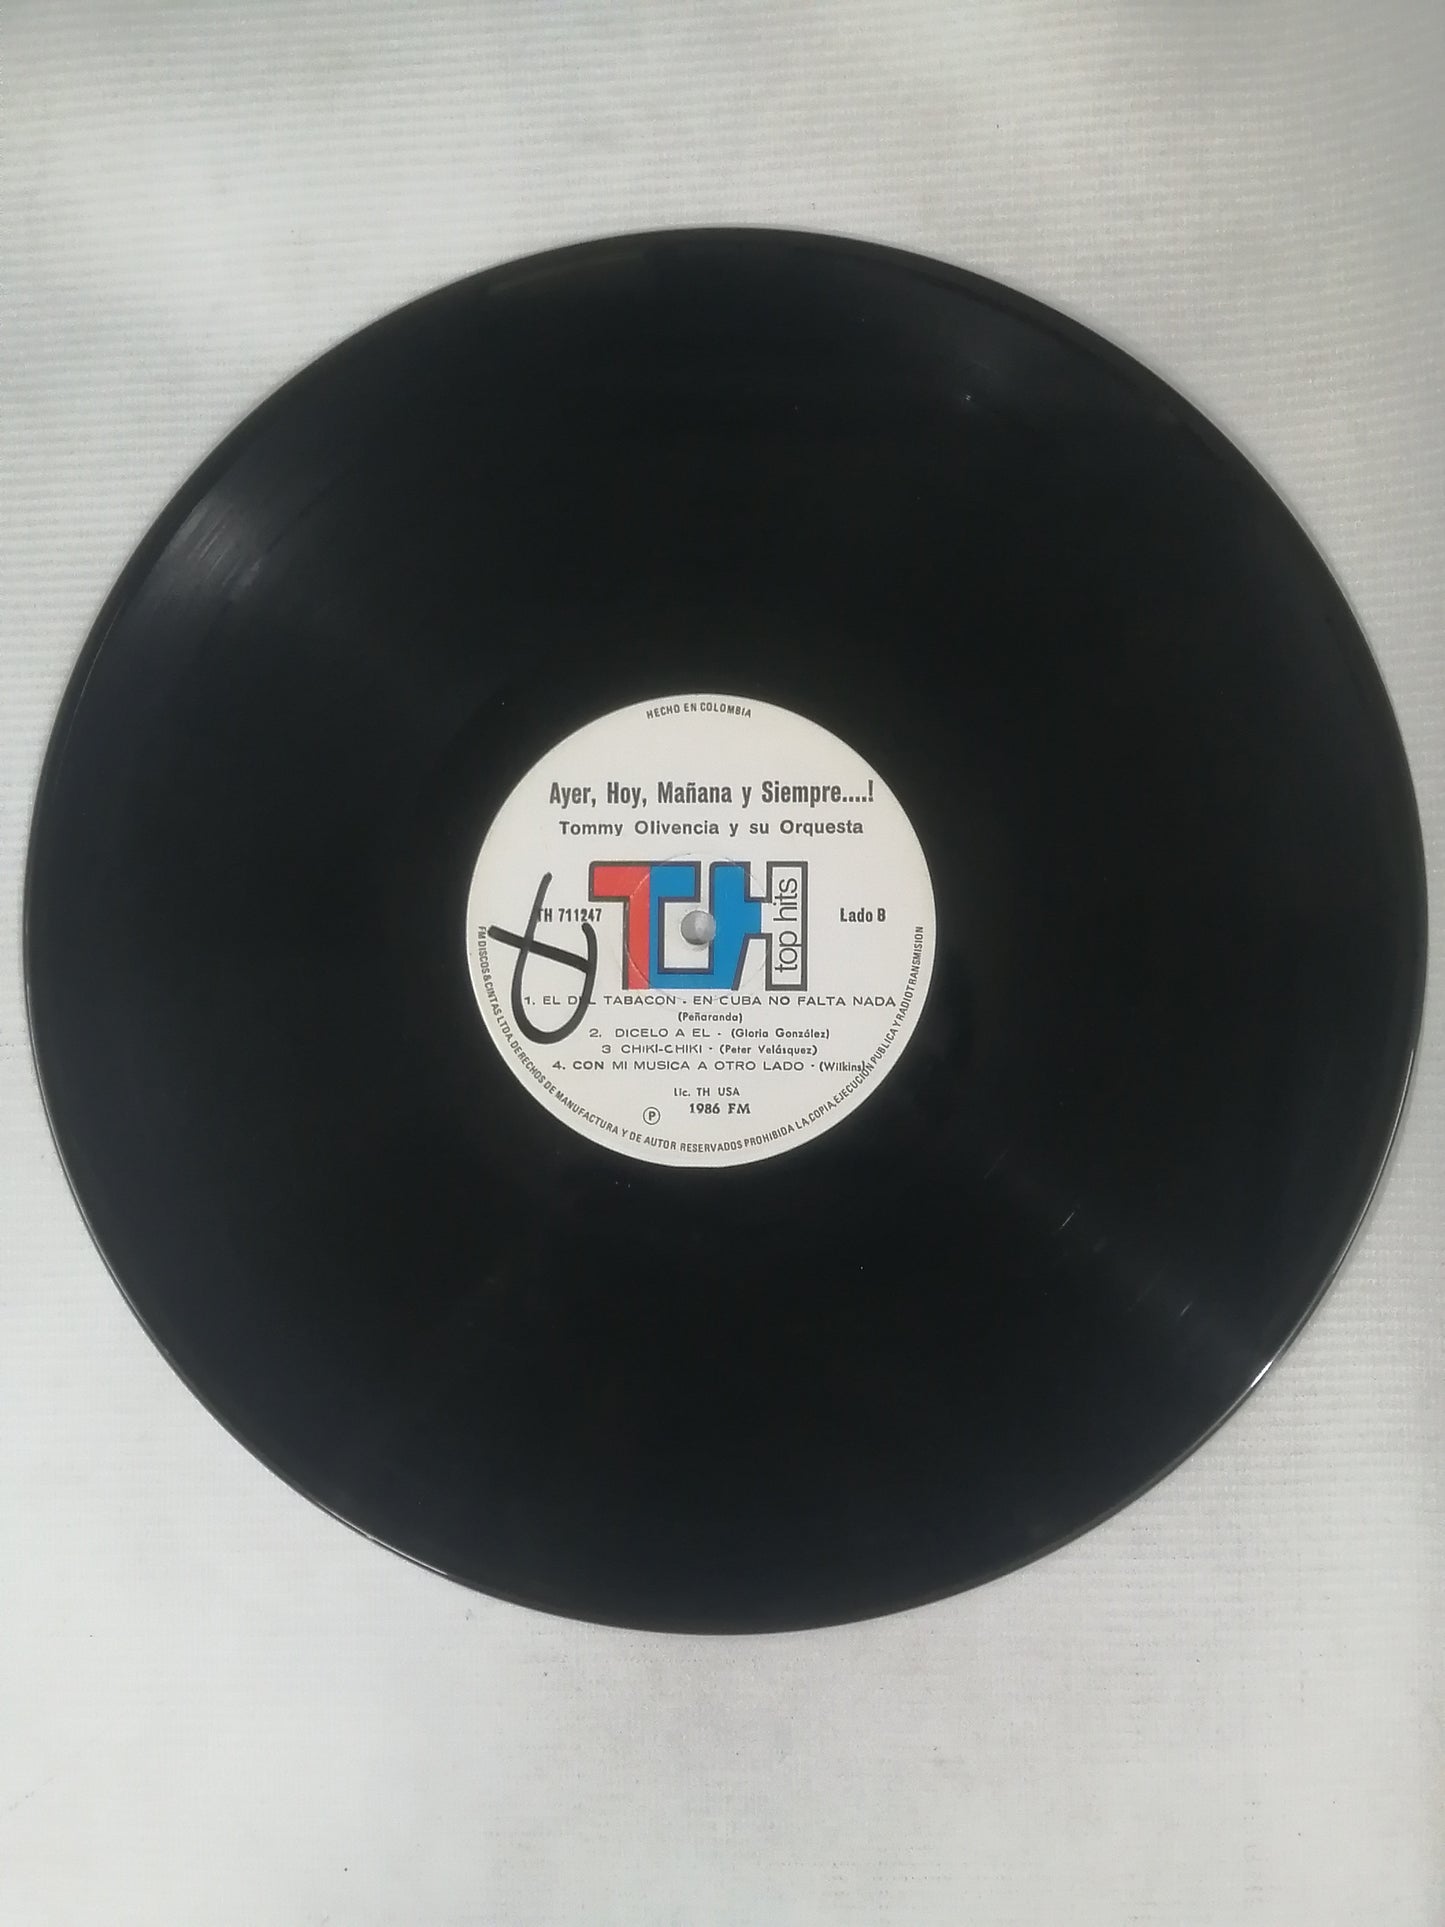 HECHO EN COLOMBIA
Ayer, Hoy, Mañana y Siempre....!
Tommy Olivencia y su Orquesta
TH
top hits
TH 711247
Lado B
1. EL DEL TABACON - EN CUBA NO FALTA NADA
(Peñaranda)
2. DICELO A EL - (Gloria González)
3 CHIKI-CHIKI - (Peter Velásquez)
4. CON MI MUSICA A OTRO LADO - (Wilkins)
Lic. TH USA
Ⓟ 1986 FM
FM DISCOS & CINTAS LTDA. DERECHOS DE MANUFACTURA Y DE AUTOR RESERVADOS PROHIBIDA LA COPIA, EJECUCIÓN PUBLICA Y RADIOTRANSMISION